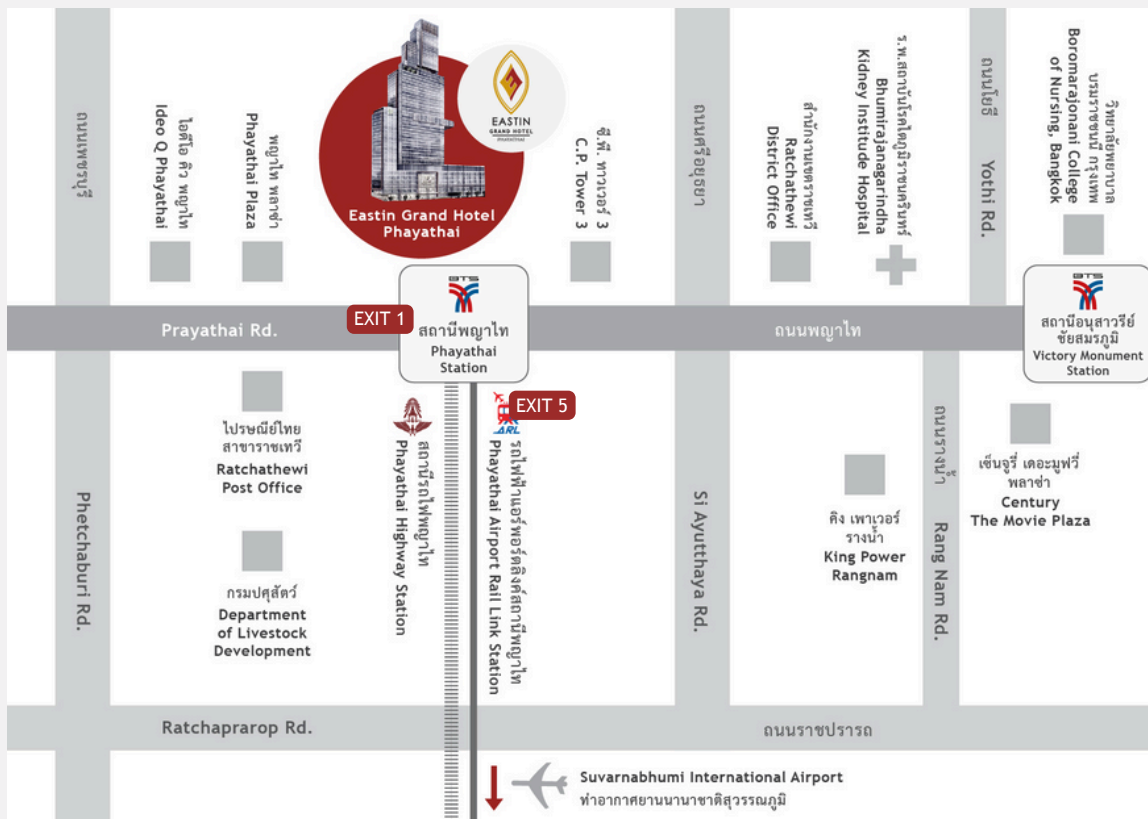 ถนนเพชรบุรี
ไอดีโอ คิว พญาไท
Ideo Q Phayathai
พญาไท พลาซ่า
Phayathai Plaza
EASTIN
GRAND HOTEL
PHAYATHAI
Eastin Grand Hotel
Phayathai
ซี.พี. ทาวเวอร์ 3
C.P. Tower 3
ถนนศรีอยุธยา
สำนักงานเขตราชเทวี
Ratchathewi
District Office
ร.พ.สถาบันโรคไตภูมิราชนครินทร์
Bhumirajanagarindha
Kidney Institude Hospital
ถนนโยธี
Yothi Rd.
วิทยาลัยพยาบาล
บรมราชชนนี กรุงเทพ
Boromarajonani College
of Nursing, Bangkok
Prayathai Rd.
EXIT 1
BTS
สถานีพญาไท
Phayathai
Station
ถนนพญาไท
BTS
สถานีอนุสาวรีย์
ชัยสมรภูมิ
Victory Monument
Station
ไปรษณีย์ไทย
สาขาราชเทวี
Ratchathewi
Post Office
กรมปศุสัตว์
Department
of Livestock
Development
สถานีรถไฟพญาไท
Phayathai Highway Station
EXIT 5
ARL
รถไฟฟ้าแอร์พอร์ตลิงค์สถานีพญาไท
Phayathai Airport Rail Link Station
คิง เพาเวอร์
รางน้ำ
King Power
Rangnam
ถนนรางน้ำ
Rang Nam Rd.
เซ็นจูรี่ เดอะมูฟวี่
พลาซ่า
Century
The Movie Plaza
Phetchaburi Rd.
Si Ayutthaya Rd.
Ratchaprarop Rd.
ถนนราชปรารถ
Suvarnabhumi International Airport
ท่าอากาศยานนานาชาติสุวรรณภูมิ